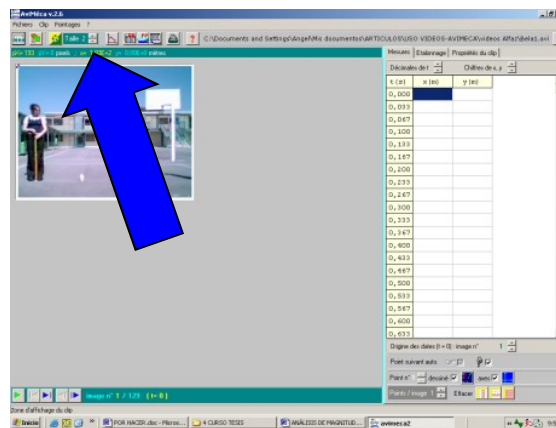 AviMéca v.2.6
Fichiers Clip Pointages ?
Taille 2
? C:\Documents and Settings\Angel\Mis documentos\ARTICULOS\USO VIDEOS-AVIMECA\videos Alfaz\Bela1.avi
Mesures Etalonnage Propriétés du clip
Décimales de t Chiffres de x, y
t (s) x (m) y (m)
0,000
0,033
0,067
0,100
0,133
0,167
0,200
0,233
0,267
0,300
0,333
0,367
0,400
0,433
0,467
0,500
0,533
0,567
0,600
0,633
Origine des dates (t = 0) image n° 1
Point suivant auto.
Point n° dessiné avec
Points / image 1 Effacer
image n° 1 / 129 (t= 0)
Zone d'affichage du clip
Inicio POR HACER.doc - Micros... 4 CURSO TESIS ANÁLISIS DE MAGNITUD... avimeca2